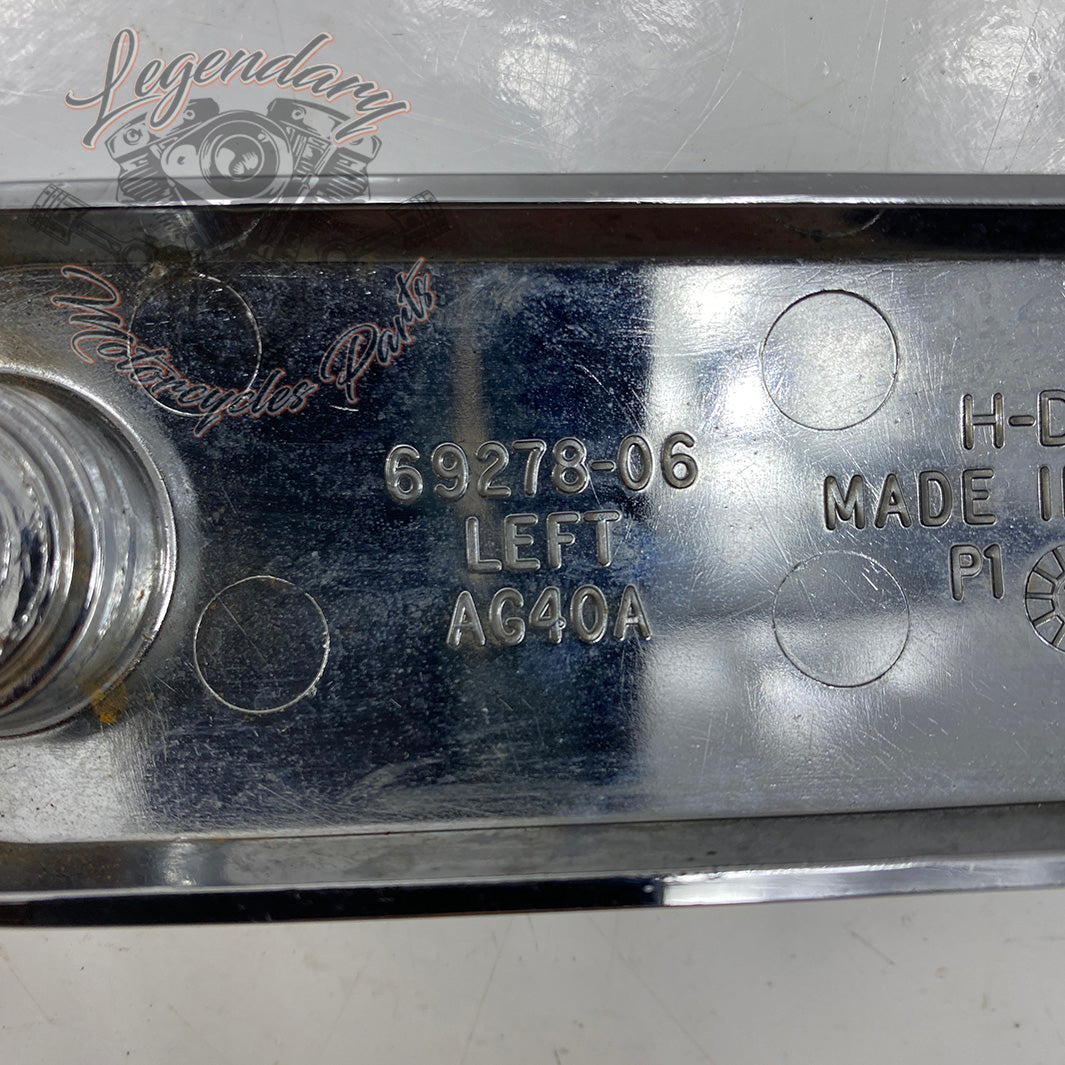 Legendary
Motorcycles Parts
69278-06
LEFT
AG40A
H-D
MADE
P1